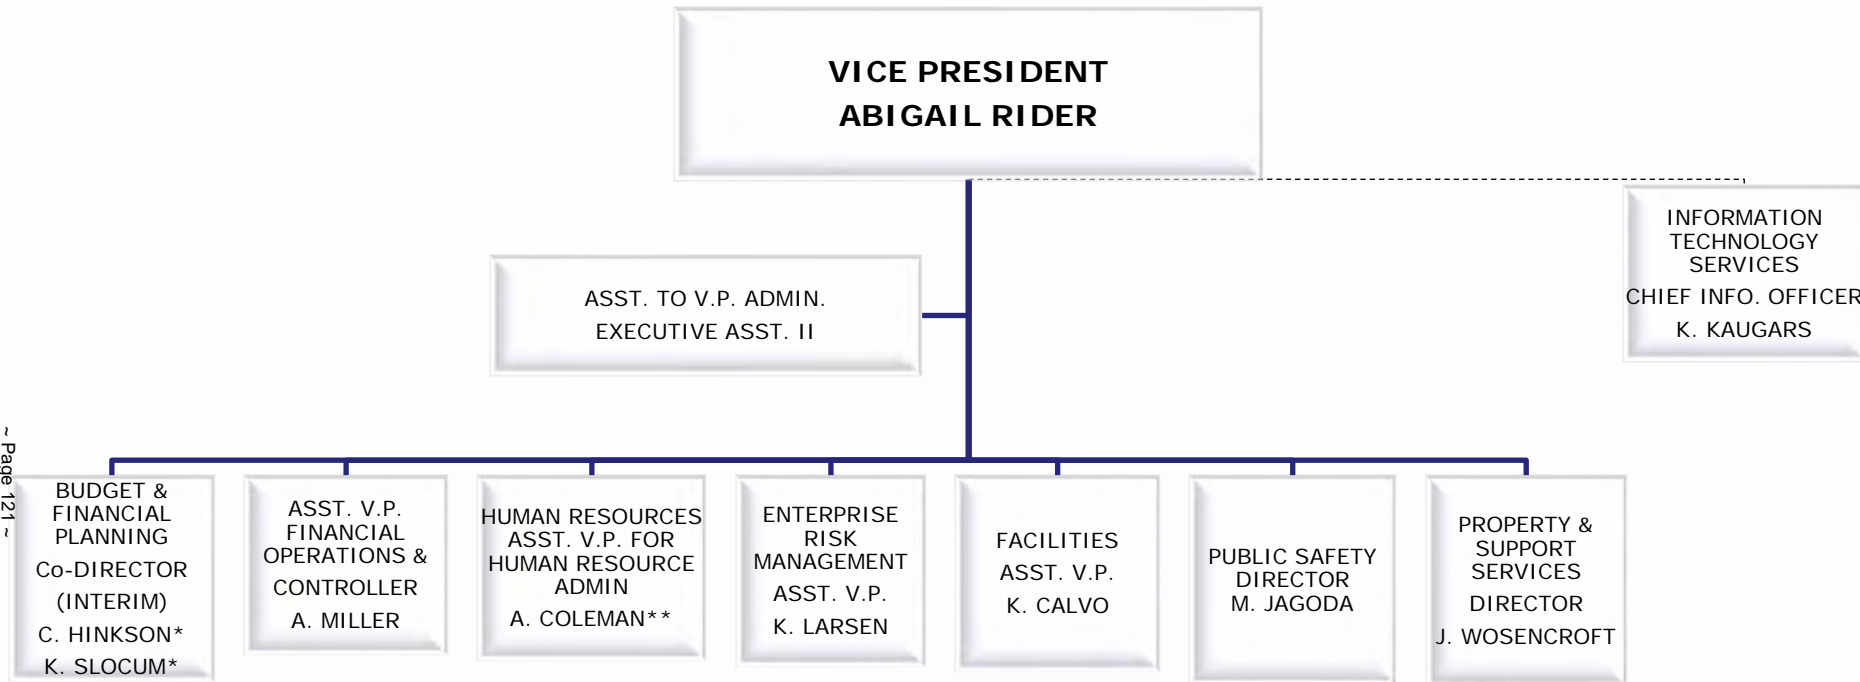 VICE PRESIDENT
ABIGAIL RIDER
INFORMATION
TECHNOLOGY
SERVICES
CHIEF INFO. OFFICER
K. KAUGARS
ASST. TO V.P. ADMIN.
EXECUTIVE ASST. II
~ Page 121 ~
BUDGET &
FINANCIAL
PLANNING
Co-DIRECTOR
(INTERIM)
C. HINKSON*
K. SLOCUM*
ASST. V.P.
FINANCIAL
OPERATIONS &
CONTROLLER
A. MILLER
HUMAN RESOURCES
ASST. V.P. FOR
HUMAN RESOURCE
ADMIN
A. COLEMAN**
ENTERPRISE
RISK
MANAGEMENT
ASST. V.P.
K. LARSEN
FACILITIES
ASST. V.P.
K. CALVO
PUBLIC SAFETY
DIRECTOR
M. JAGODA
PROPERTY &
SUPPORT
SERVICES
DIRECTOR
J. WOSENCROFT